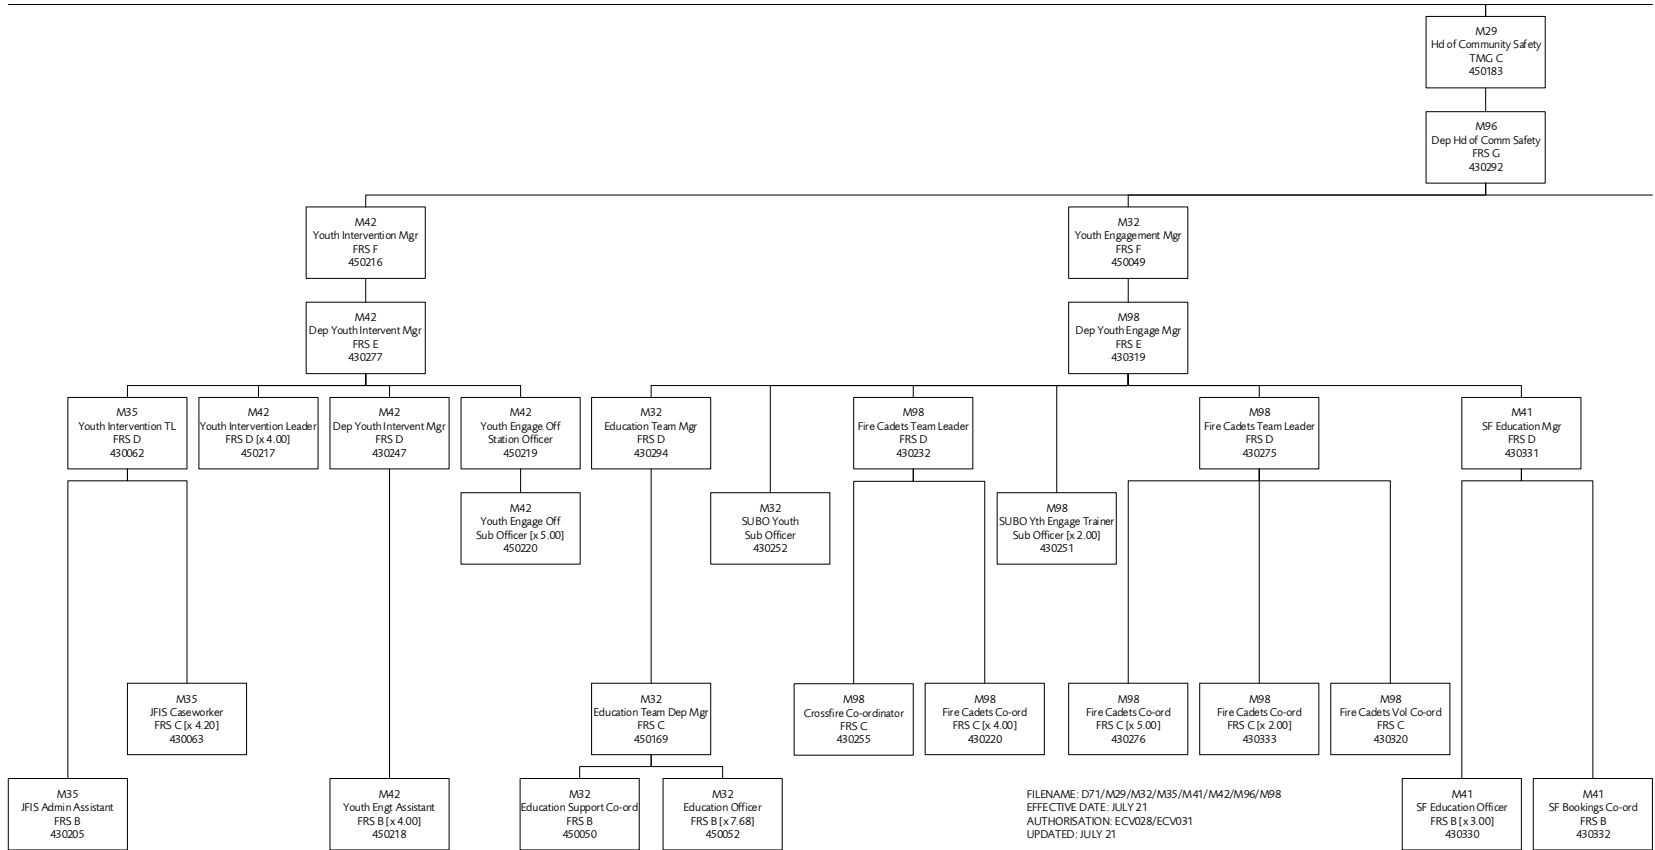 M29
Hd of Community Safety
TMG C
450183
M96
Dep Hd of Comm Safety
FRS G
430292
M42
Youth Intervention Mgr
FRS F
450216
M32
Youth Engagement Mgr
FRS F
450049
M42
Dep Youth Intervent Mgr
FRS E
430277
M98
Dep Youth Engage Mgr
FRS E
430319
M35
Youth Intervention TL
FRS D
430062
M42
Youth Intervention Leader
FRS D [x 4.00]
450217
M42
Dep Youth Intervent Mgr
FRS D
430247
M42
Youth Engage Off
Station Officer
450219
M32
Education Team Mgr
FRS D
430294
M98
Fire Cadets Team Leader
FRS D
430232
M98
Fire Cadets Team Leader
FRS D
430275
M41
SF Education Mgr
FRS D
430331
M42
Youth Engage Off
Sub Officer [x 5.00]
450220
M32
SUBO Youth
Sub Officer
430252
M98
SUBO Yth Engage Trainer
Sub Officer [x 2.00]
430251
M35
JFIS Caseworker
FRS C [x 4.20]
430063
M32
Education Team Dep Mgr
FRS C
450169
M98
Crossfire Co-ordinator
FRS C
430255
M98
Fire Cadets Co-ord
FRS C [x 4.00]
430220
M98
Fire Cadets Co-ord
FRS C [x 5.00]
430276
M98
Fire Cadets Co-ord
FRS C [x 2.00]
430333
M98
Fire Cadets Vol Co-ord
FRS C
430320
M35
JFIS Admin Assistant
FRS B
430205
M42
Youth Engt Assistant
FRS B [x 4.00]
450218
M32
Education Support Co-ord
FRS B
450050
M32
Education Officer
FRS B [x 7.68]
450052
FILENAME: D71/M29/M32/M35/M41/M42/M96/M98
EFFECTIVE DATE: JULY 21
AUTHORISATION: ECV028/ECV031
UPDATED: JULY 21
M41
SF Education Officer
FRS B [x 3.00]
430330
M41
SF Bookings Co-ord
FRS B
430332